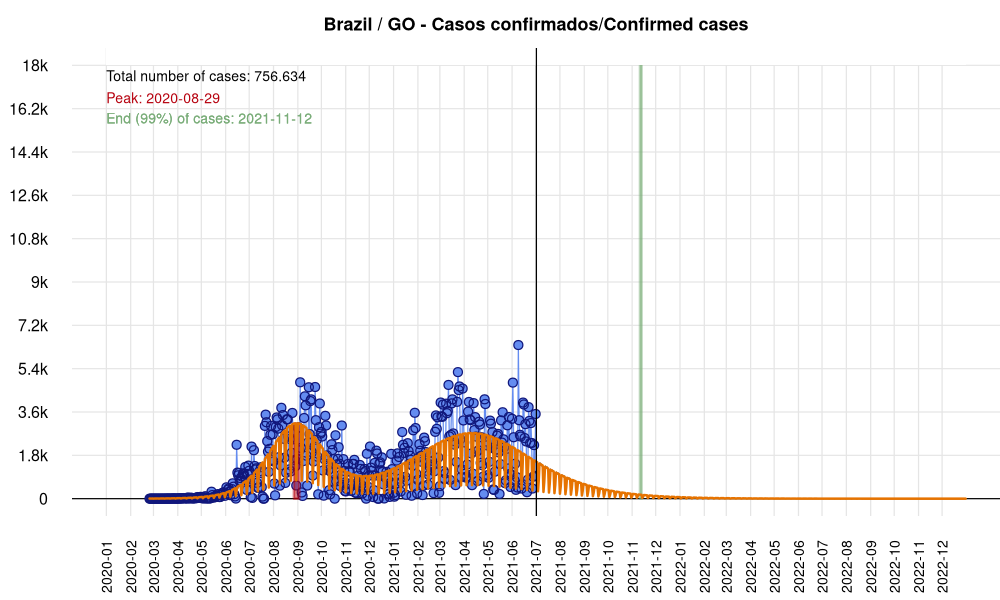 Brazil / GO - Casos confirmados/Confirmed cases
Total number of cases: 756.634
Peak: 2020-08-29
End (99%) of cases: 2021-11-12
18k
16.2k
14.4k
12.6k
10.8k
9k
7.2k
5.4k
3.6k
1.8k
0
2020-01
2020-02
2020-03
2020-04
2020-05
2020-06
2020-07
2020-08
2020-09
2020-10
2020-11
2020-12
2021-01
2021-02
2021-03
2021-04
2021-05
2021-06
2021-07
2021-08
2021-09
2021-10
2021-11
2021-12
2022-01
2022-02
2022-03
2022-04
2022-05
2022-06
2022-07
2022-08
2022-09
2022-10
2022-11
2022-12